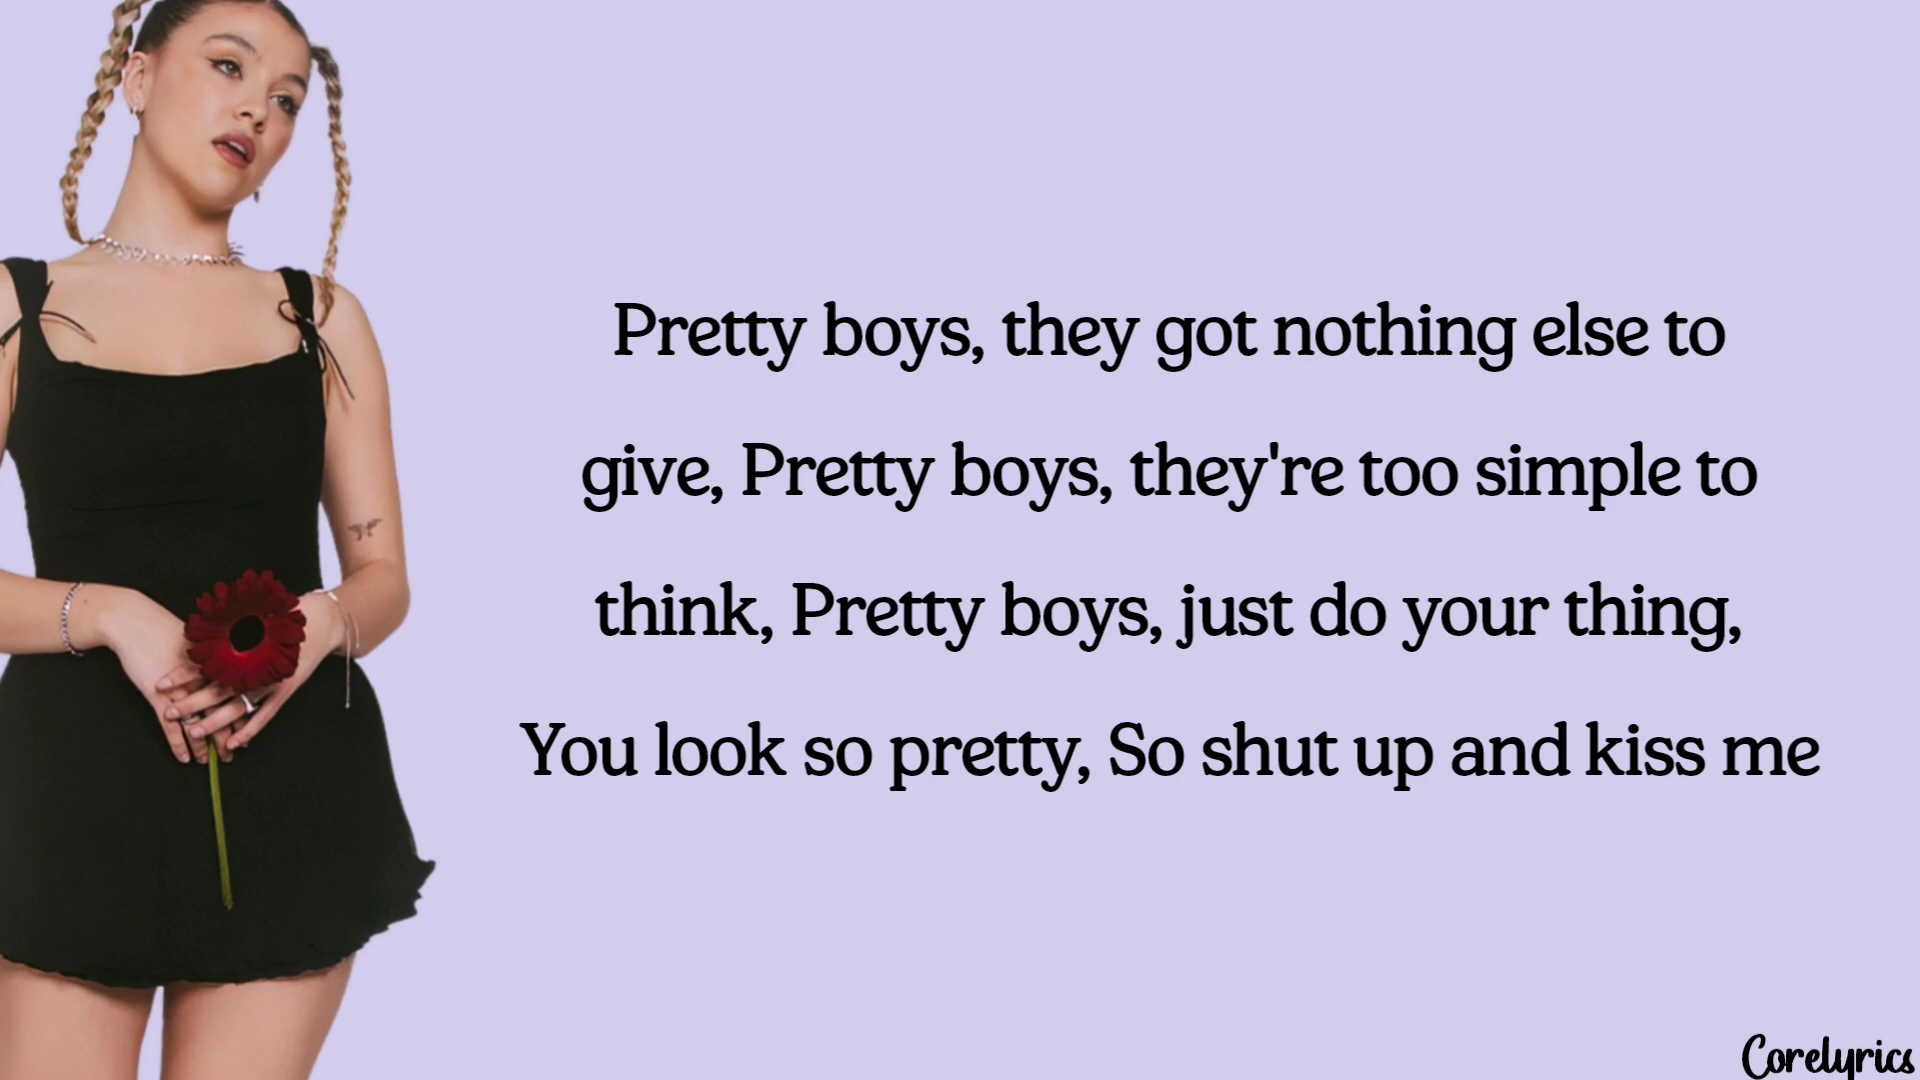 Pretty boys, they got nothing else to
give, Pretty boys, they're too simple to
think, Pretty boys, just do your thing,
You look so pretty, So shut up and kiss me
Corelyrics